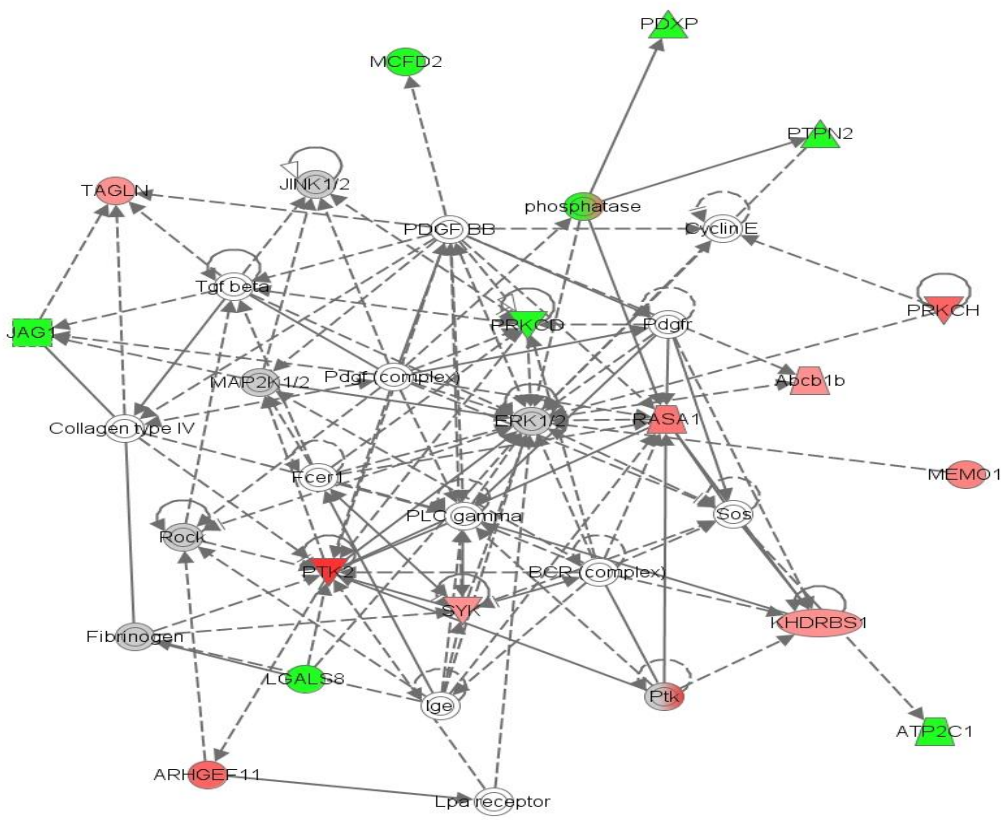 PDXP
MCFD2
PTPN2
JINK1/2
TAGLN
phosphatase
PDGF BB
Cyclin E
Tgf beta
PRKCH
PRKCD
Pdgfr
JAG1
MAP2K1/2
Pdgf (complex)
Abcb1b
ERK1/2
RASA1
Collagen type IV
Fcer1
MEMO1
PLC gamma
Sos
Rock
PTK2
BCR (complex)
SYK
KHDRBS1
Fibrinogen
LGALS8
Ptk
Ige
ATP2C1
ARHGEF11
Lpa receptor